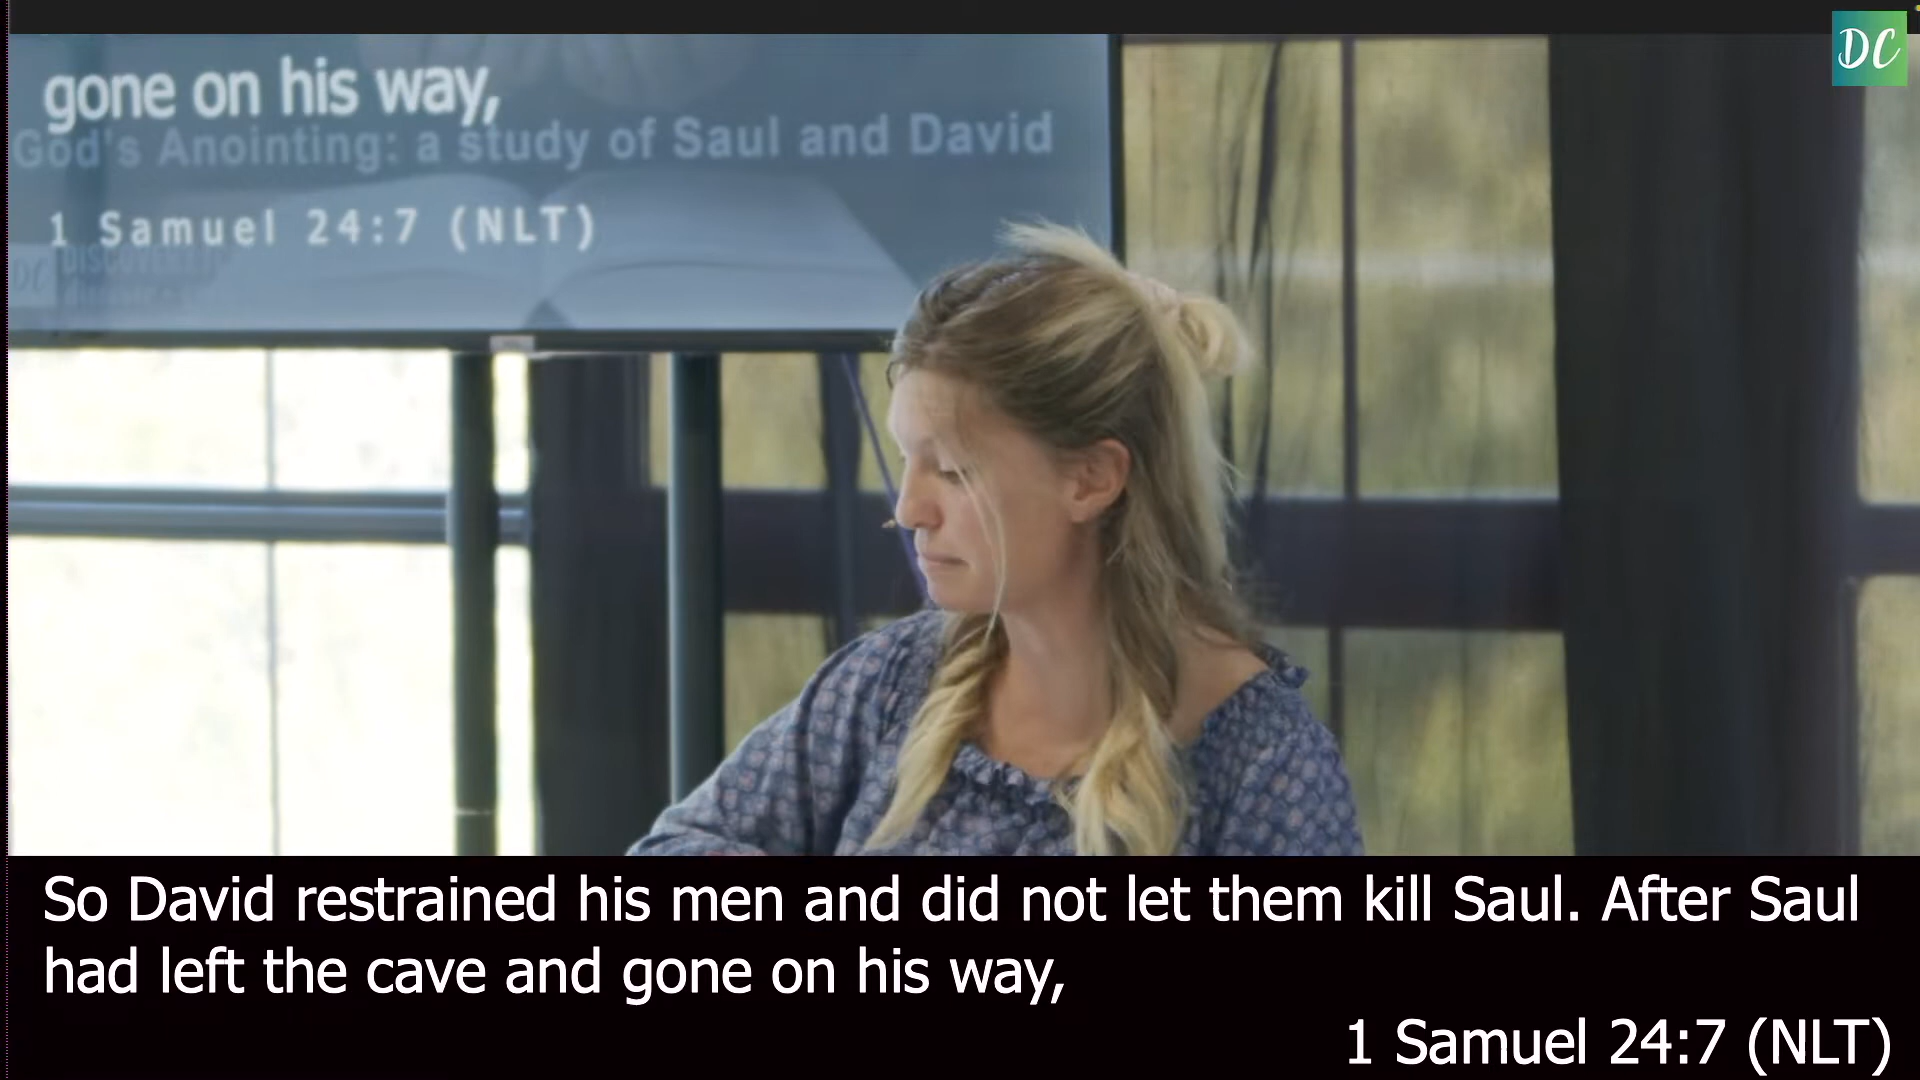 DC
gone on his way,
God's Anointing: a study of Saul and David
1 Samuel 24:7 (NLT)
DC
DISCOVERY
So David restrained his men and did not let them kill Saul. After Saul
had left the cave and gone on his way,
1 Samuel 24:7 (NLT)